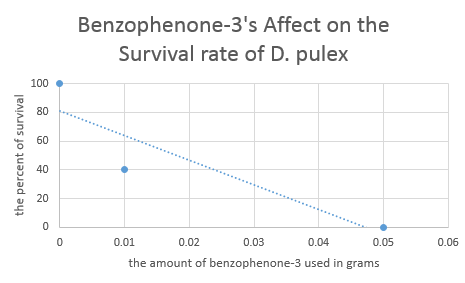 Benzophenone-3's Affect on the
Survival rate of D. pulex
the percent of survival
100
80
60
40
20
0
0 0.01 0.02 0.03 0.04 0.05 0.06
the amount of benzophenone-3 used in grams